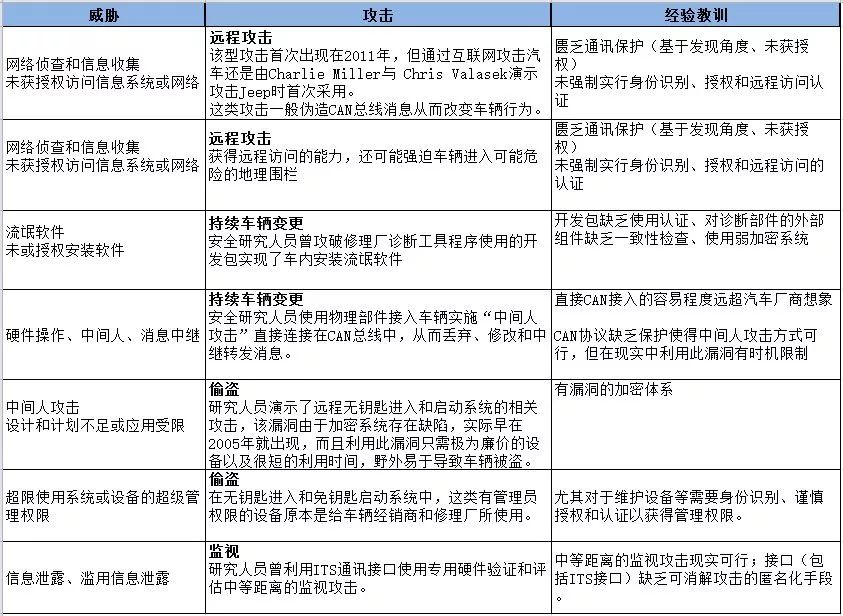 威胁
攻击
经验教训
网络侦查和信息收集
未获授权访问信息系统或网络
远程攻击
该型攻击首次出现在2011年，但通过互联网攻击汽
车还是由Charlie Miller与 Chris Valasek演示
攻击Jeep时首次采用。
这类攻击一般伪造CAN总线消息从而改变车辆行为。
匮乏通讯保护（基于发现角度、未获授
权）
未强制实行身份识别、授权和远程访问认
证
网络侦查和信息收集
未获授权访问信息系统或网络
远程攻击
获得远程访问的能力，还可能强迫车辆进入可能危
险的地理围栏
匮乏通讯保护（基于发现角度、未获授
权）
未强制实行身份识别、授权和远程访问的
认证
流氓软件
未或授权安装软件
持续车辆变更
安全研究人员曾攻破修理厂诊断工具程序使用的开
发包实现了车内安装流氓软件
开发包缺乏使用认证、对诊断部件的外部
组件缺乏一致性检查、使用弱加密系统
硬件操作、中间人、消息中继
持续车辆变更
安全研究人员使用物理部件接入车辆实施“中间人
攻击”直接连接在CAN总线中，从而丢弃、修改和中
继转发消息。
直接CAN接入的容易程度远超汽车厂商想象
CAN协议缺乏保护使得中间人攻击方式可
行，但在现实中利用此漏洞有时机限制
中间人攻击
设计和计划不足或应用受限
偷盗
研究人员演示了远程无钥匙进入和启动系统的相关
攻击，该漏洞由于加密系统存在缺陷，实际早在
2005年就出现，而且利用此漏洞只需极为廉价的设
备以及很短的利用时间，野外易于导致车辆被盗。
有漏洞的加密体系
超限使用系统或设备的超级管
理权限
偷盗
在无钥匙进入和免钥匙启动系统中，这类有管理员
权限的设备原本是给车辆经销商和修理厂所使用。
尤其对于维护设备等需要身份识别、谨慎
授权和认证以获得管理权限。
信息泄露、滥用信息泄露
监视
研究人员曾利用ITS通讯接口使用专用硬件验证和评
估中等距离的监视攻击。
中等距离的监视攻击现实可行；接口（包
括ITS接口）缺乏可消解攻击的匿名化手段
。